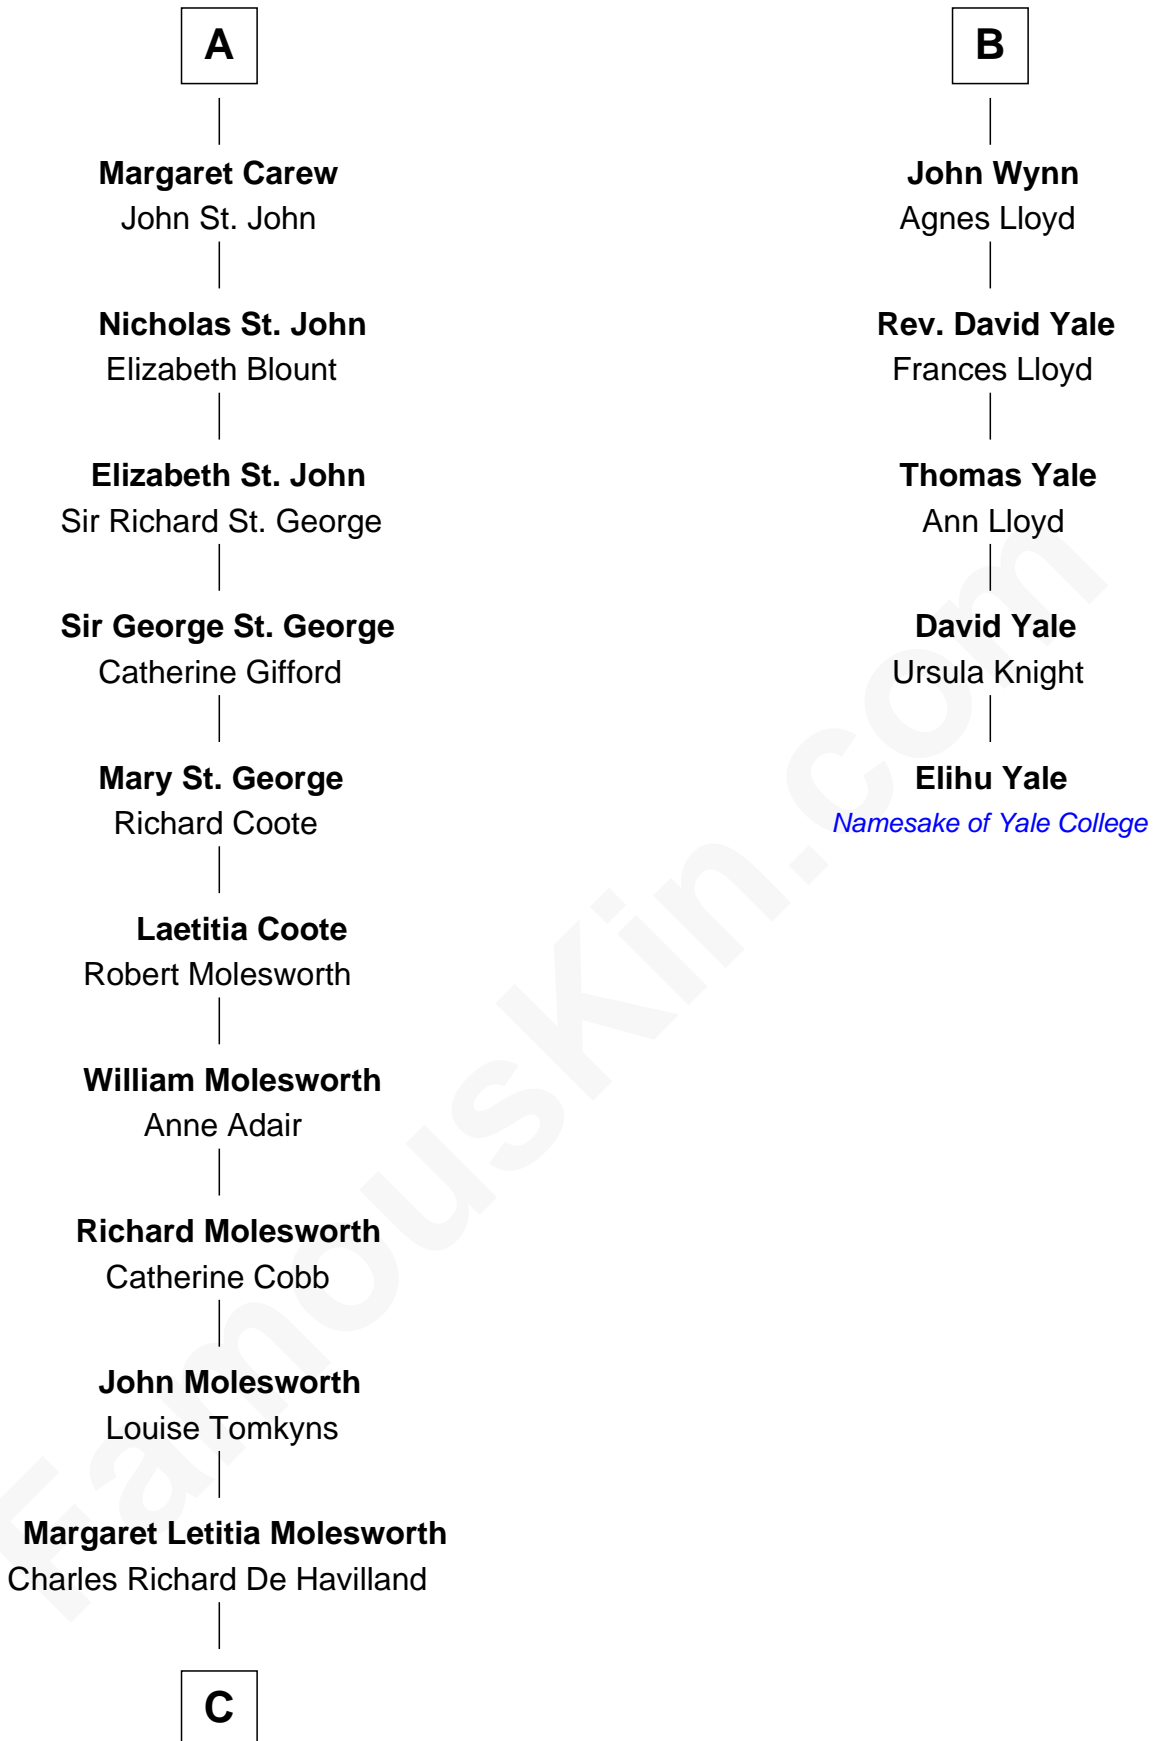 A
Margaret Carew
John St. John
Nicholas St. John
Elizabeth Blount
Elizabeth St. John
Sir Richard St. George
Sir George St. George
Catherine Gifford
Mary St. George
Richard Coote
Laetitia Coote
Robert Molesworth
William Molesworth
Anne Adair
Richard Molesworth
Catherine Cobb
John Molesworth
Louise Tomkyns
Margaret Letitia Molesworth
Charles Richard De Havilland
C
B
John Wynn
Agnes Lloyd
Rev. David Yale
Frances Lloyd
Thomas Yale
Ann Lloyd
David Yale
Ursula Knight
Elihu Yale
Namesake of Yale College
FamousKin.com